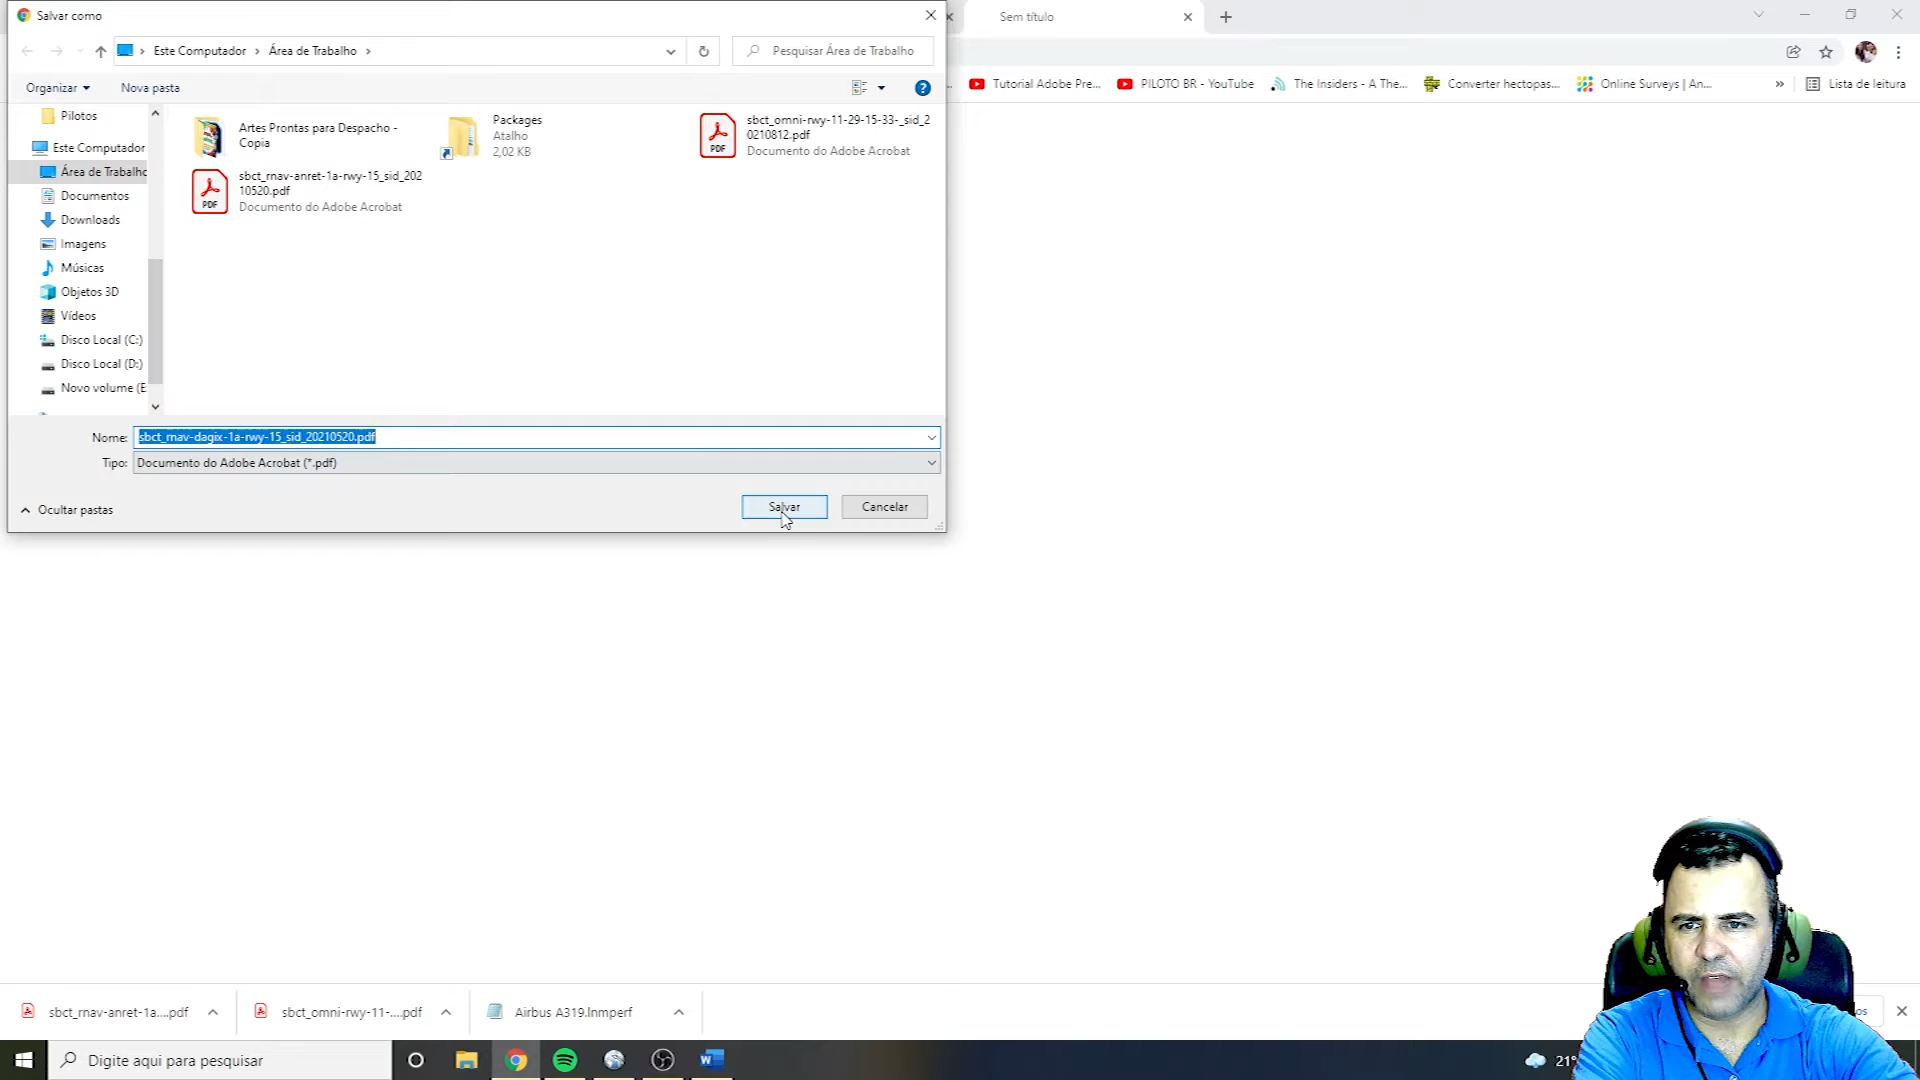 Salvar como
Sem título
Este Computador > Área de Trabalho >
Pesquisar Área de Trabalho
Organizar
Nova pasta
Tutorial Adobe Pre...
PILOTO BR - YouTube
The Insiders - A The...
Converter hectopas...
Online Surveys | An...
»
Lista de leitura
Pilotos
Este Computador
Área de Trabalho
Documentos
Downloads
Imagens
Músicas
Objetos 3D
Vídeos
Disco Local (C:)
Disco Local (D:)
Novo volume (E
Artes Prontas para Despacho -
Copia
Packages
Atalho
2,02 KB
PDF
sbct_omni-rwy-11-29-15-33-_sid_2
0210812.pdf
Documento do Adobe Acrobat
PDF
sbct_rnav-anret-1a-rwy-15_sid_202
10520.pdf
Documento do Adobe Acrobat
Nome:
sbct_rnav-dagix-1a-rwy-15_sid_20210520.pdf
Tipo:
Documento do Adobe Acrobat (*.pdf)
Ocultar pastas
Salvar
Cancelar
sbct_rnav-anret-1a....pdf
sbct_omni-rwy-11-....pdf
Airbus A319.lnmperf
os
Digite aqui para pesquisar
21°